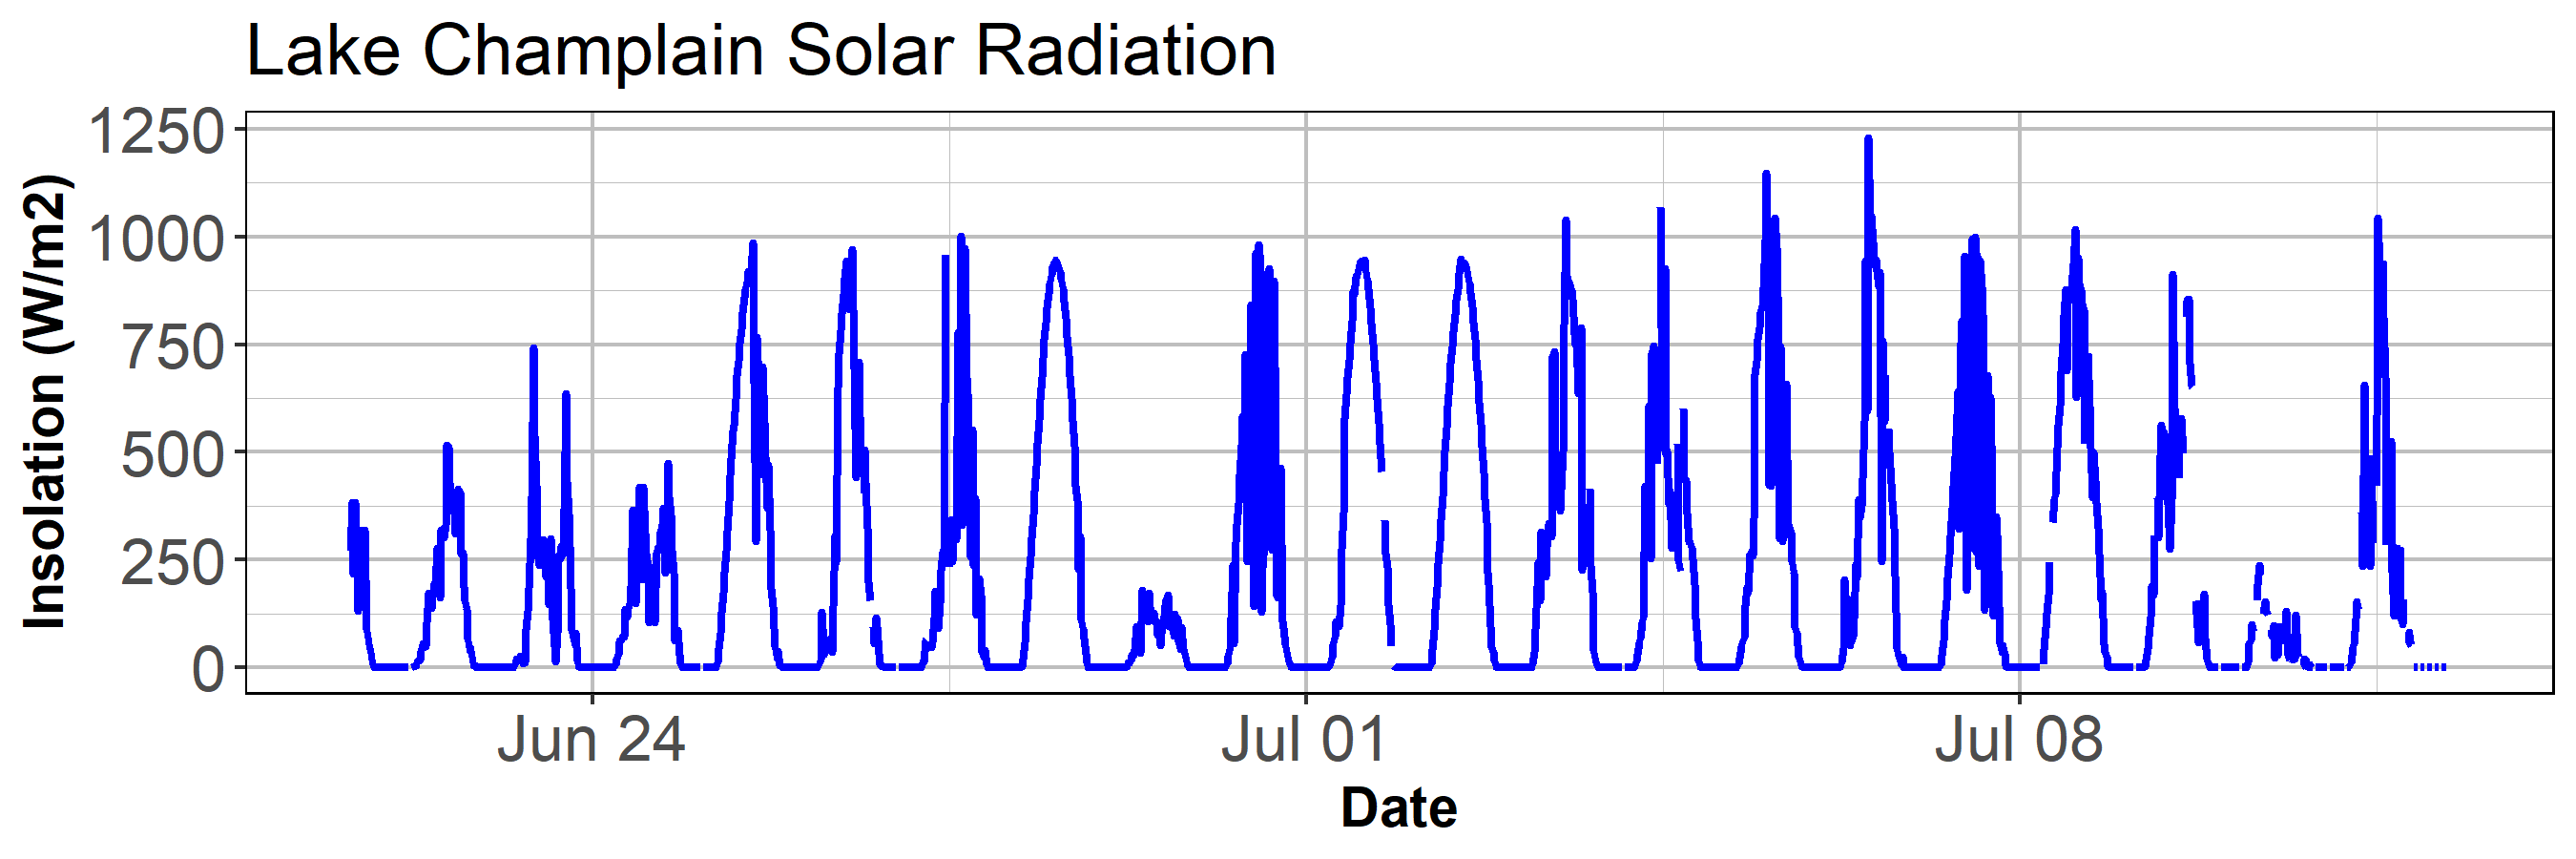 Lake Champlain Solar Radiation
1250
1000
750
500
250
0
Insolation (W/m2)
Jun 24
Jul 01
Jul 08
Date